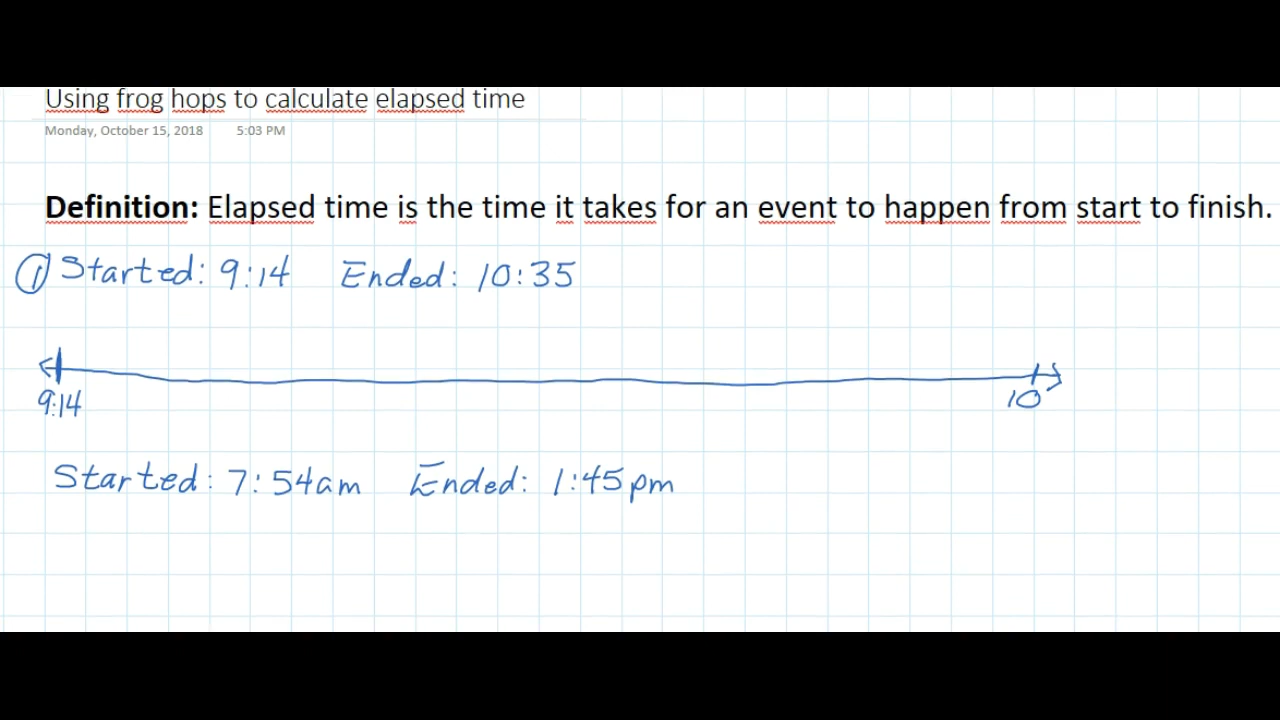 Using frog hops to calculate elapsed time
Monday, October 15, 2018 5:03 PM
Definition: Elapsed time is the time it takes for an event to happen from start to finish.
1 Started: 9:14 Ended: 10:35
9:14 10
Started: 7:54am Ended: 1:45pm